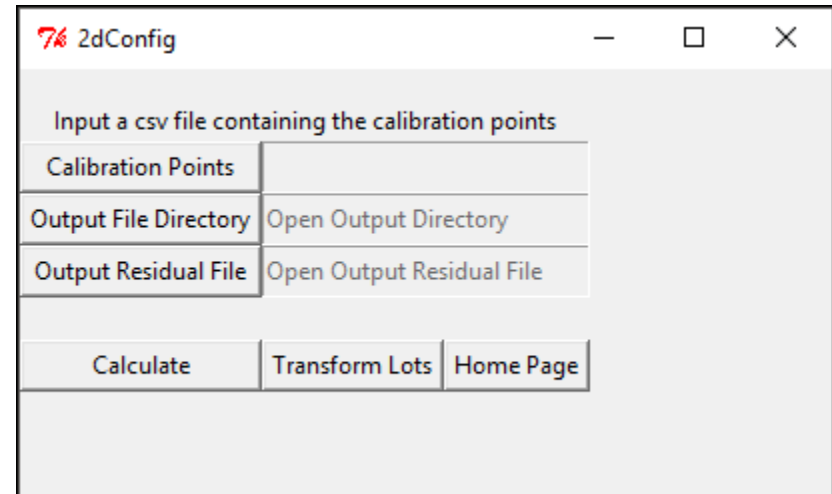 2dConfig
Input a csv file containing the calibration points
Calibration Points
Output File Directory Open Output Directory
Output Residual File Open Output Residual File
Calculate Transform Lots Home Page